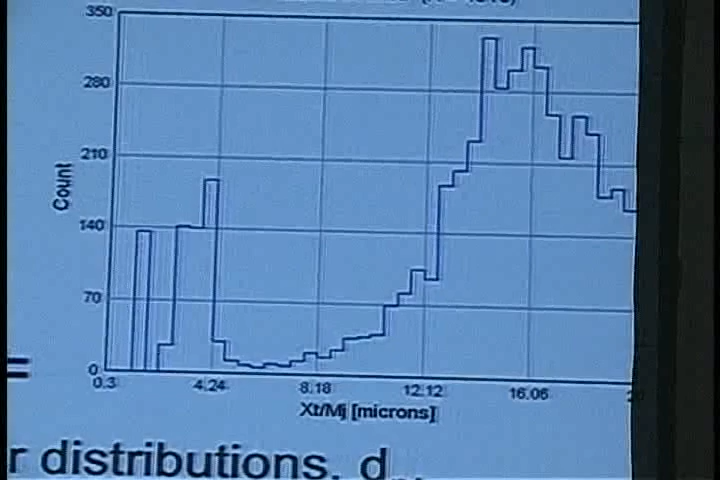 350
280
210
140
70
0
Count
0.3 4.24 8.18 12.12 16.06 20
Xt/Mj [microns]
=
r distributions, d